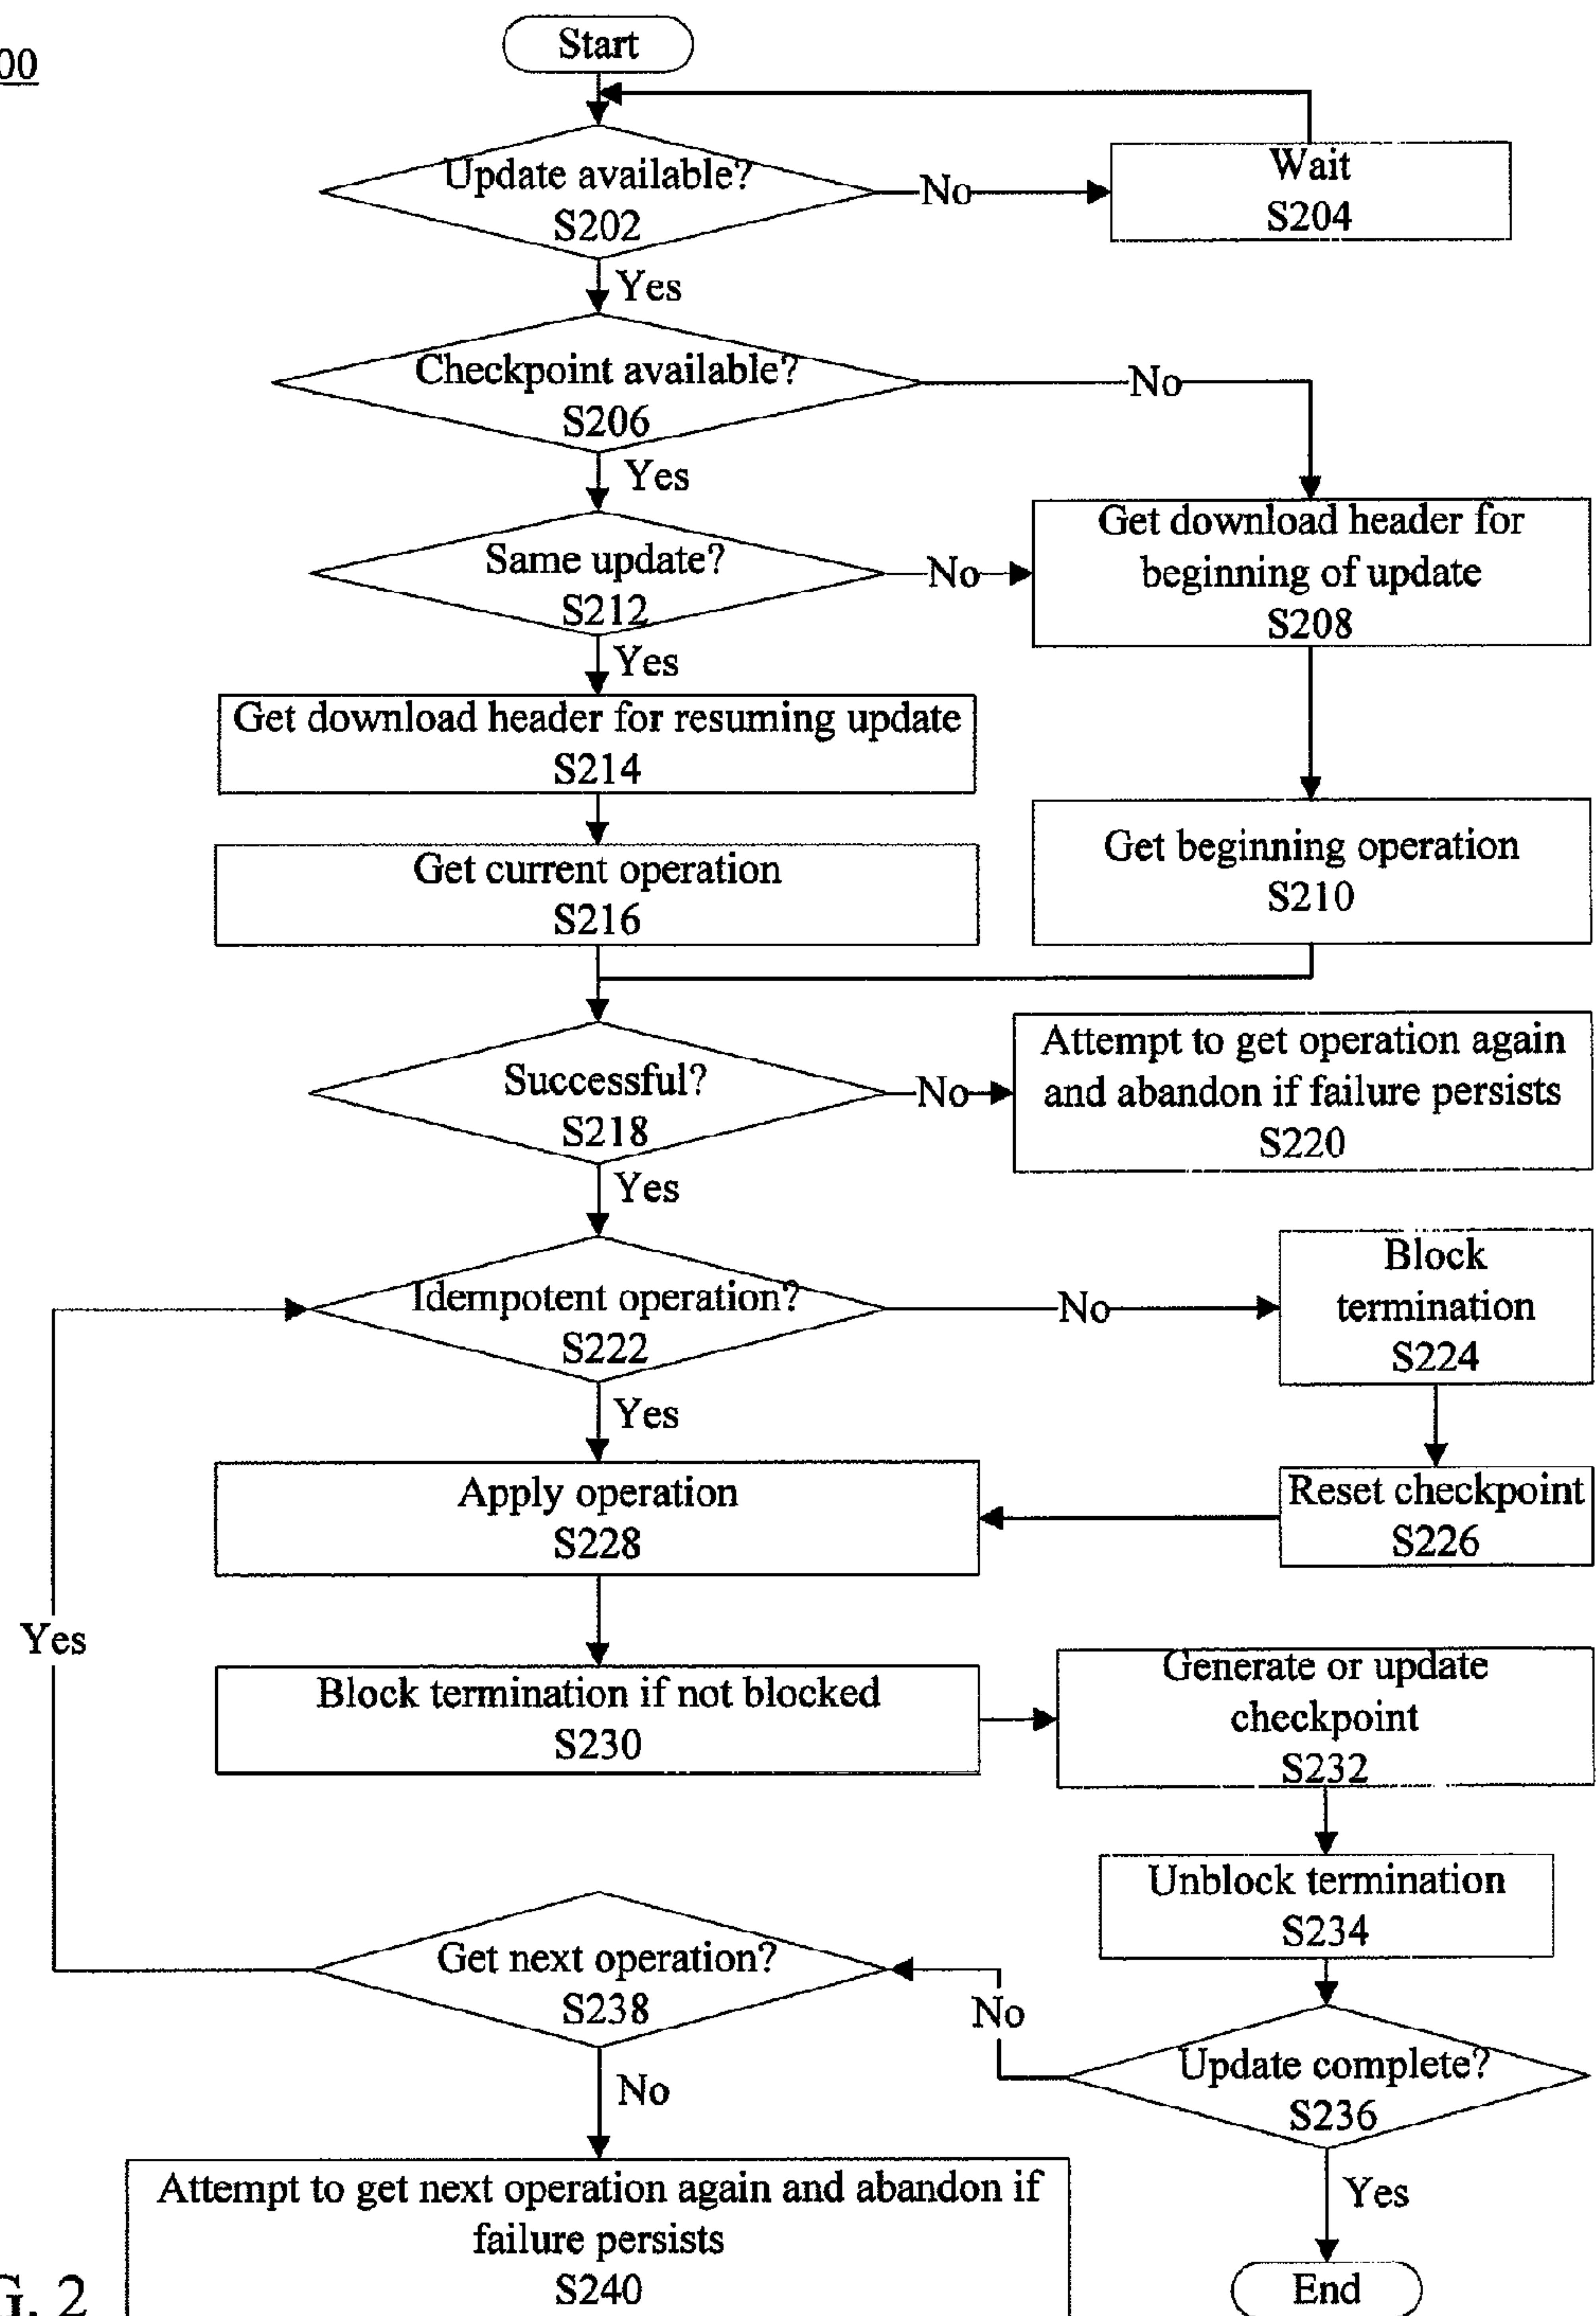 00
Start
Update available?
S202
No
Wait
S204
Yes
Checkpoint available?
S206
No
Yes
Same update?
S212
No
Get download header for
beginning of update
S208
Yes
Get download header for resuming update
S214
Get current operation
S216
Get beginning operation
S210
Successful?
S218
No
Attempt to get operation again
and abandon if failure persists
S220
Yes
Idempotent operation?
S222
No
Block
termination
S224
Yes
Apply operation
S228
Reset checkpoint
S226
Yes
Block termination if not blocked
S230
Generate or update
checkpoint
S232
Unblock termination
S234
Get next operation?
S238
No
Update complete?
S236
No
Yes
Attempt to get next operation again and abandon if
failure persists
S240
End
G. 2